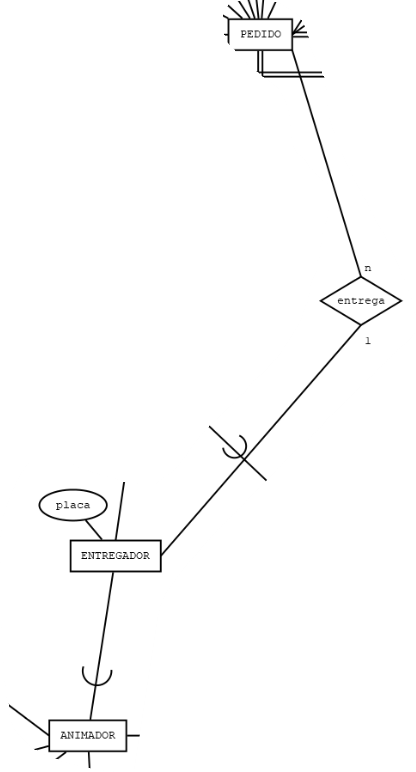 PEDIDO
n
entrega
1
placa
ENTREGADOR
ANIMADOR